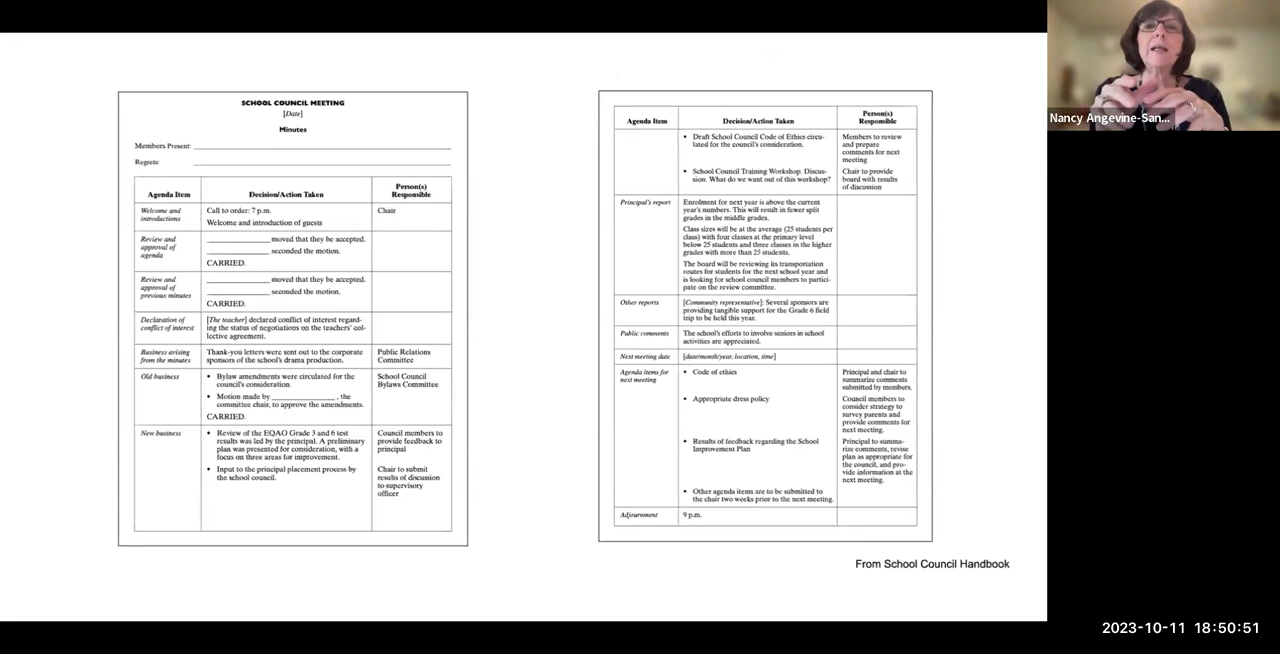 SCHOOL COUNCIL MEETING
[Date]
Minutes
Members Present:
Regrets:
Agenda Item
Decision/Action Taken
Person(s)
Responsible
Welcome and
introductions
Call to order: 7 p.m.
Welcome and introduction of guests
Chair
Review and
approval of
agenda
____________ moved that they be accepted.
____________ seconded the motion.
CARRIED.
Review and
approval of
previous minutes
____________ moved that they be accepted.
____________ seconded the motion.
CARRIED.
Declaration of
conflict of interest
[The teacher] declared conflict of interest regard-
ing the status of negotiations on the teachers' col-
lective agreement.
Business arising
from the minutes
Thank-you letters were sent out to the corporate
sponsors of the school's drama production.
Public Relations
Committee
Old business
• Bylaw amendments were circulated for the
council's consideration.
• Motion made by ____________ , the
committee chair, to approve the amendments.
CARRIED.
School Council
Bylaws Committee
New business
• Review of the EQAO Grade 3 and 6 test
results was led by the principal. A preliminary
plan was presented for consideration, with a
focus on three areas for improvement.
• Input to the principal placement process by
the school council.
Council members to
provide feedback to
principal
Chair to submit
results of discussion
to supervisory
officer
Agenda Item
Decision/Action Taken
Person(s)
Responsible
• Draft School Council Code of Ethics circu-
lated for the council's consideration.
Members to review
and prepare
comments for next
meeting
• School Council Training Workshop. Discus-
sion. What do we want out of this workshop?
Chair to provide
board with results
of discussion
Principal's report
Enrolment for next year is above the current
year's numbers. This will result in fewer split
grades in the middle grades.
Class sizes will be at the average (25 students per
class) with four classes at the primary level
below 25 students and three classes in the higher
grades with more than 25 students.
The board will be reviewing its transportation
routes for students for the next school year and
is looking for school council members to partici-
pate on the review committee.
Other reports
[Community representative]: Several sponsors are
providing tangible support for the Grade 6 field
trip to be held this year.
Public comments
The school's efforts to involve seniors in school
activities are appreciated.
Next meeting date
[date/month/year, location, time]
Agenda items for
next meeting
• Code of ethics
Principal and chair to
summarize comments
submitted by members.
• Appropriate dress policy
Council members to
consider strategy to
survey parents and
provide comments for
next meeting.
• Results of feedback regarding the School
Improvement Plan
Principal to summa-
rize comments, revise
plan as appropriate for
the council, and pro-
vide information at the
next meeting.
• Other agenda items are to be submitted to
the chair two weeks prior to the next meeting.
Adjournment
9 p.m.
From School Council Handbook
Nancy Angevine-San...
2023-10-11 18:50:51